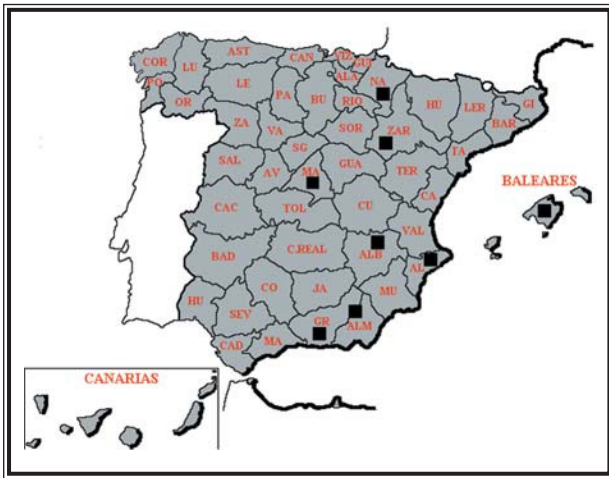 AST
CAN
VIZ
GUI
COR
LU
ALA
NA
PO
LE
PA
BU
RIO
HU
LER
GI
OR
BAR
ZA
VA
SOR
ZAR
SG
TA
SAL
AV
MA
GUA
TER
CA
BALEARES
CAC
TOL
CU
VAL
BAD
C.REAL
ALB
AL
HU
CO
JA
MU
SEV
GR
ALM
CAD
MA
CANARIAS